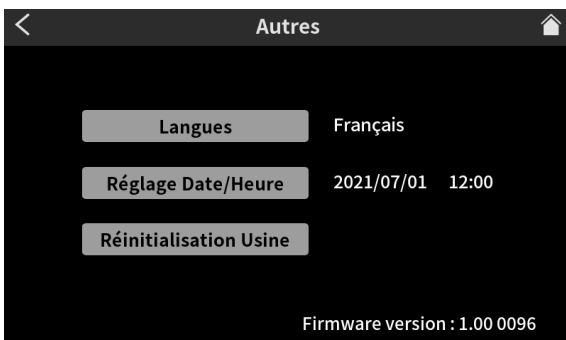 Autres
Langues Français
Réglage Date/Heure 2021/07/01 12:00
Réinitialisation Usine
Firmware version : 1.00 0096